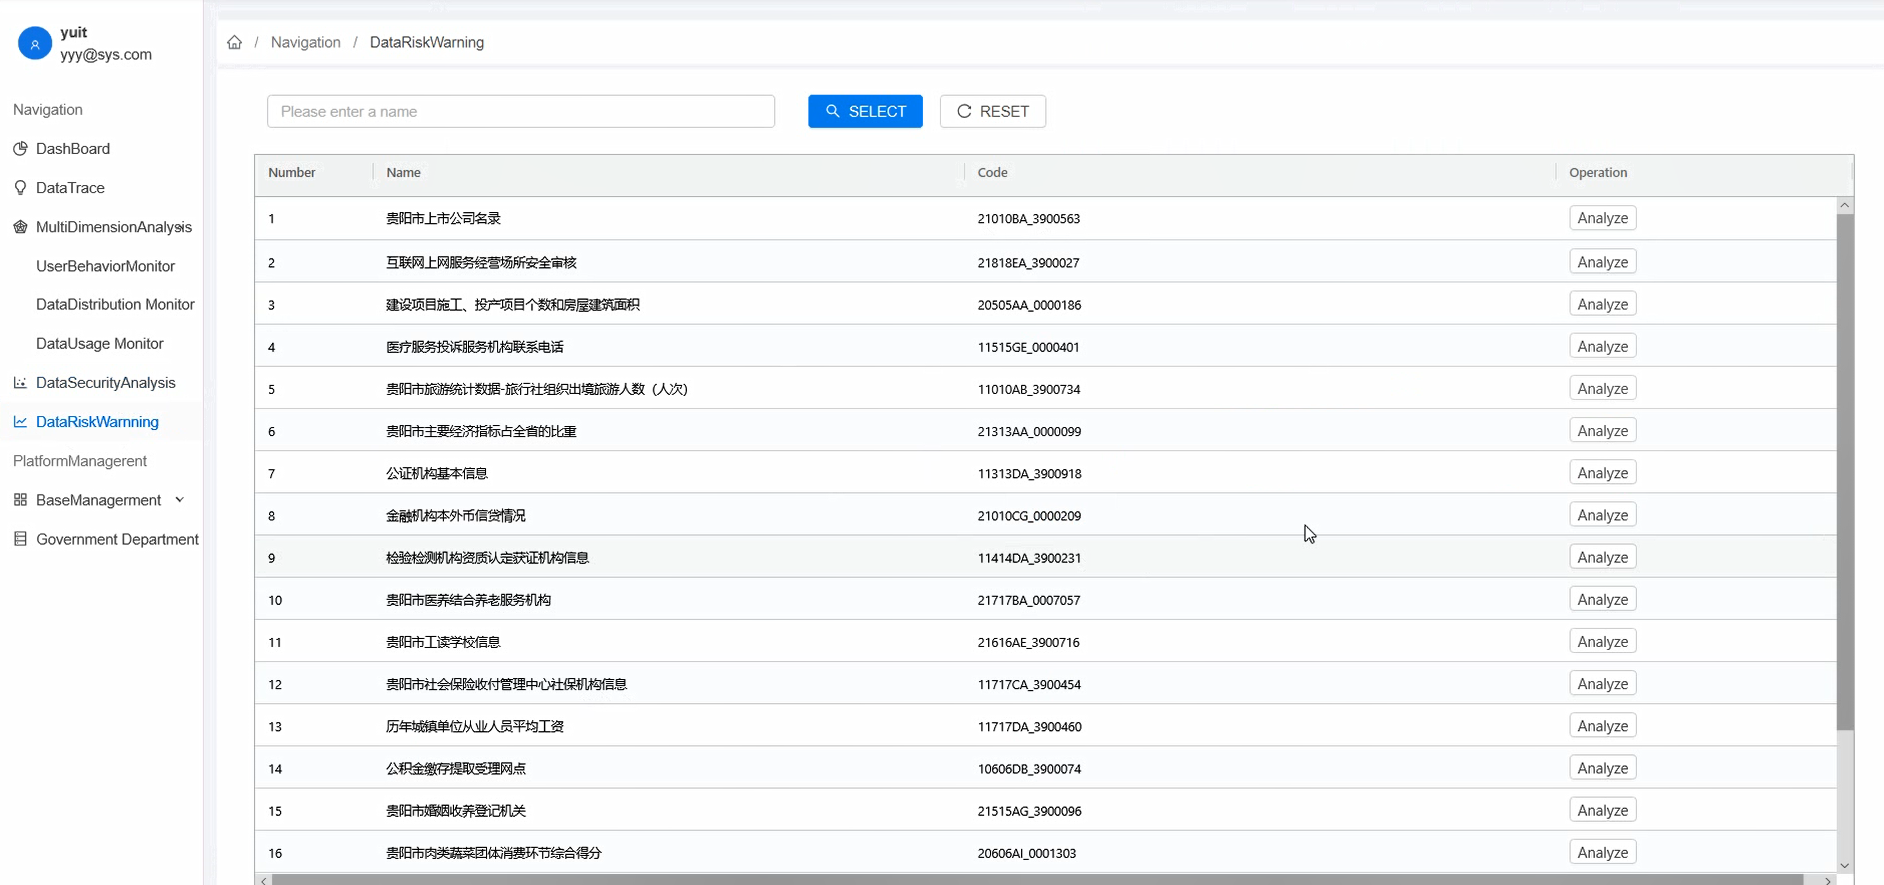 yuit
yyy@sys.com
Navigation
DashBoard
DataTrace
MultiDimensionAnalysis
UserBehaviorMonitor
DataDistribution Monitor
DataUsage Monitor
DataSecurityAnalysis
DataRiskWarnning
PlatformManagerent
BaseManagerment
Government Department
/ Navigation / DataRiskWarning
Please enter a name SELECT RESET
Number Name Code Operation
1 贵阳市上市公司名录 21010BA_3900563 Analyze
2 互联网上网服务经营场所安全审核 21818EA_3900027 Analyze
3 建设项目施工、投产项目个数和房屋建筑面积 20505AA_0000186 Analyze
4 医疗服务投诉服务机构联系电话 11515GE_0000401 Analyze
5 贵阳市旅游统计数据-旅行社组织出境旅游人数（人次） 11010AB_3900734 Analyze
6 贵阳市主要经济指标占全省的比重 21313AA_0000099 Analyze
7 公证机构基本信息 11313DA_3900918 Analyze
8 金融机构本外币信贷情况 21010CG_0000209 Analyze
9 检验检测机构资质认定获证机构信息 11414DA_3900231 Analyze
10 贵阳市医养结合养老服务机构 21717BA_0007057 Analyze
11 贵阳市工读学校信息 21616AE_3900716 Analyze
12 贵阳市社会保险收付管理中心社保机构信息 11717CA_3900454 Analyze
13 历年城镇单位从业人员平均工资 11717DA_3900460 Analyze
14 公积金缴存提取受理网点 10606DB_3900074 Analyze
15 贵阳市婚姻收养登记机关 21515AG_3900096 Analyze
16 贵阳市肉类蔬菜团体消费环节综合得分 20606AI_0001303 Analyze